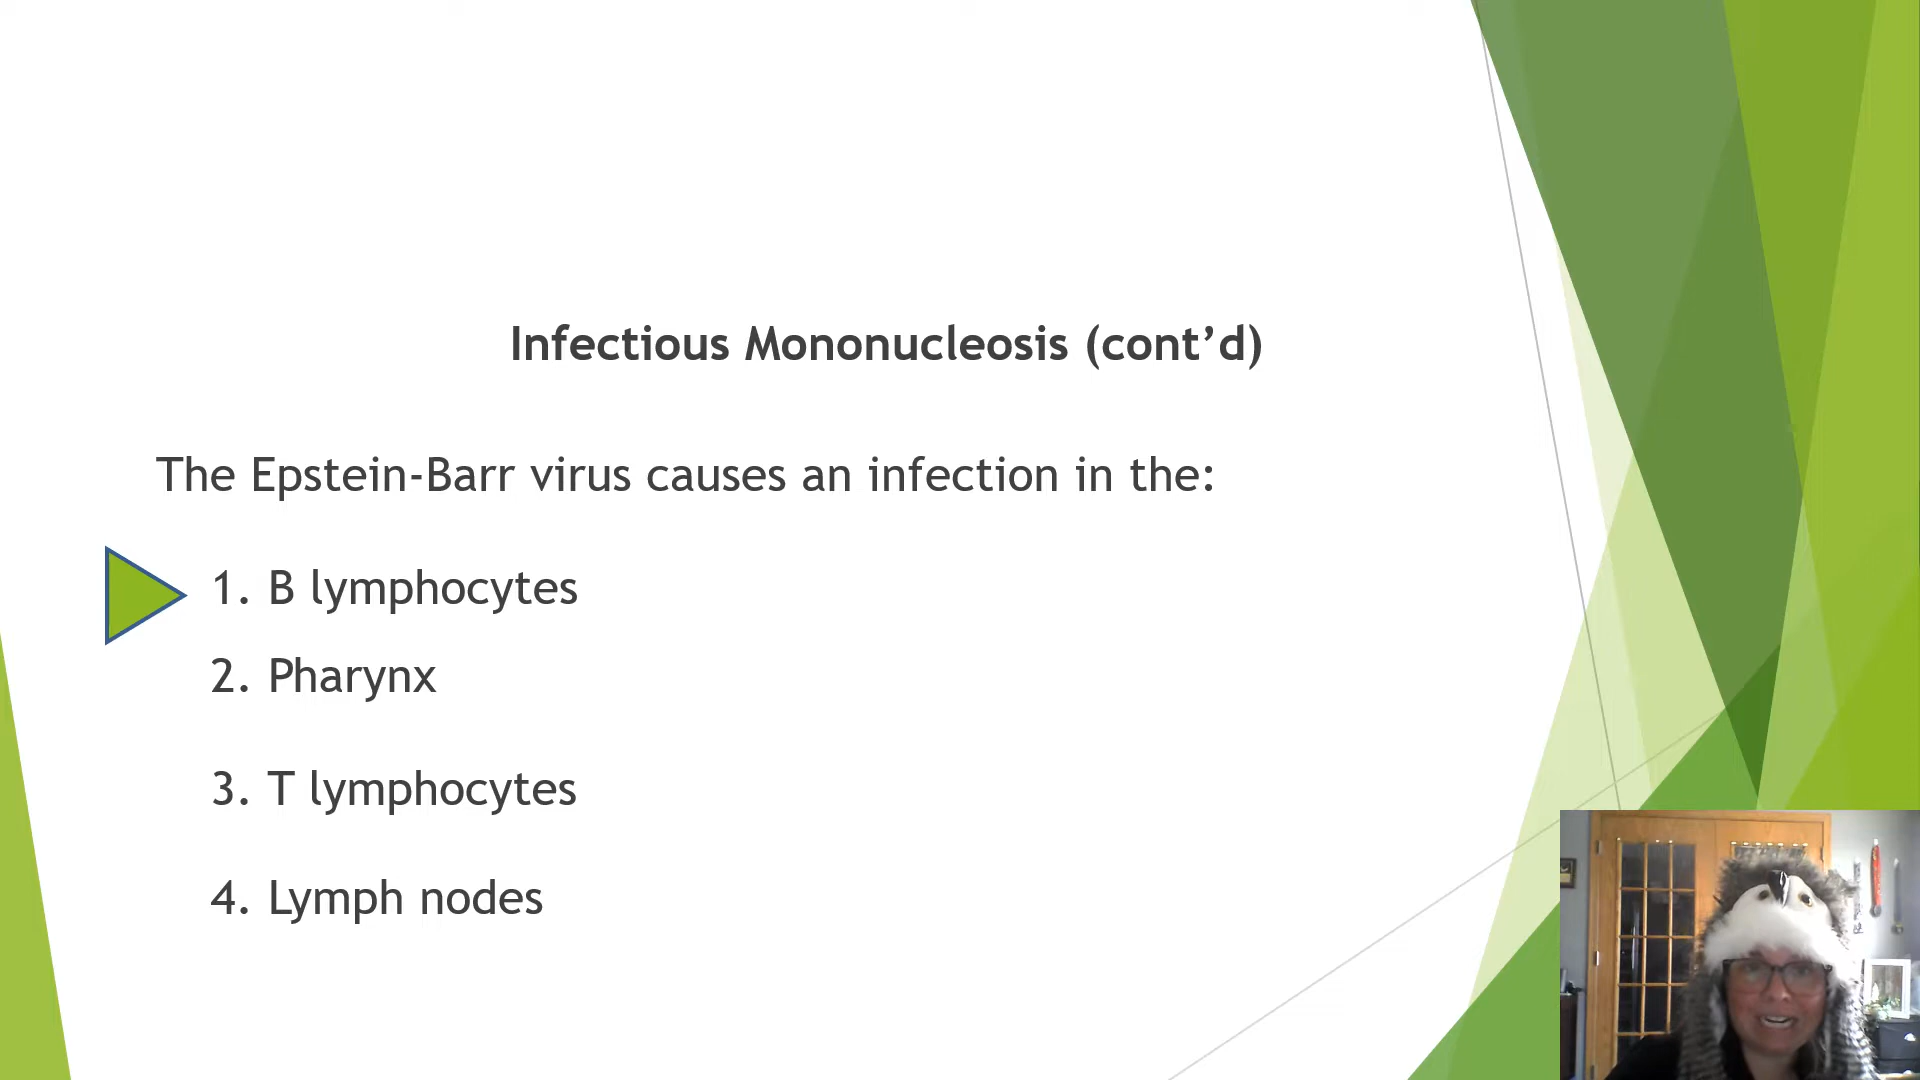 Infectious Mononucleosis (cont’d)
The Epstein-Barr virus causes an infection in the:
1. B lymphocytes
2. Pharynx
3. T lymphocytes
4. Lymph nodes